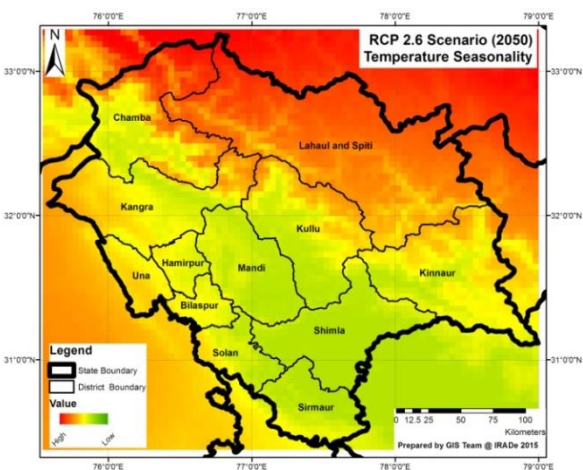 76°0'0"E 77°0'0"E 78°0'0"E 79°0'0"E
N
RCP 2.6 Scenario (2050)
Temperature Seasonality
33°0'0"N 33°0'0"N
Chamba
Lahaul and Spiti
Kangra
32°0'0"N 32°0'0"N
Kullu
Hamirpur
Mandi
Una
Kinnaur
Bilaspur
Shimla
Solan
31°0'0"N 31°0'0"N
Sirmaur
Legend
State Boundary
District Boundary
Value
High Low
0 12.5 25 50 75 100
Kilometers
Prepared by GIS Team @ IRADe 2015
76°0'0"E 77°0'0"E 78°0'0"E 79°0'0"E